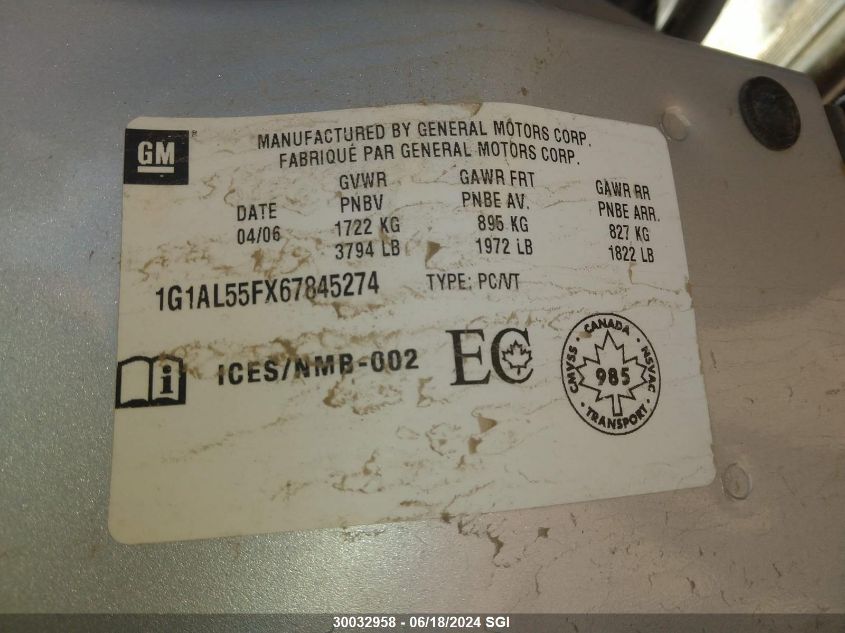 GM ®
MANUFACTURED BY GENERAL MOTORS CORP.
FABRIQUÉ PAR GENERAL MOTORS CORP.
DATE GVWR GAWR FRT GAWR RR
PNBV PNBE AV. PNBE ARR.
04/06 1722 KG 895 KG 827 KG
3794 LB 1972 LB 1822 LB
1G1AL55FX67845274 TYPE: PC/VT
i ICES/NMB-002 EC
CMVSS · CANADA · NSVAC · TRANSPORT ·
985
30032958 - 06/18/2024 SGI